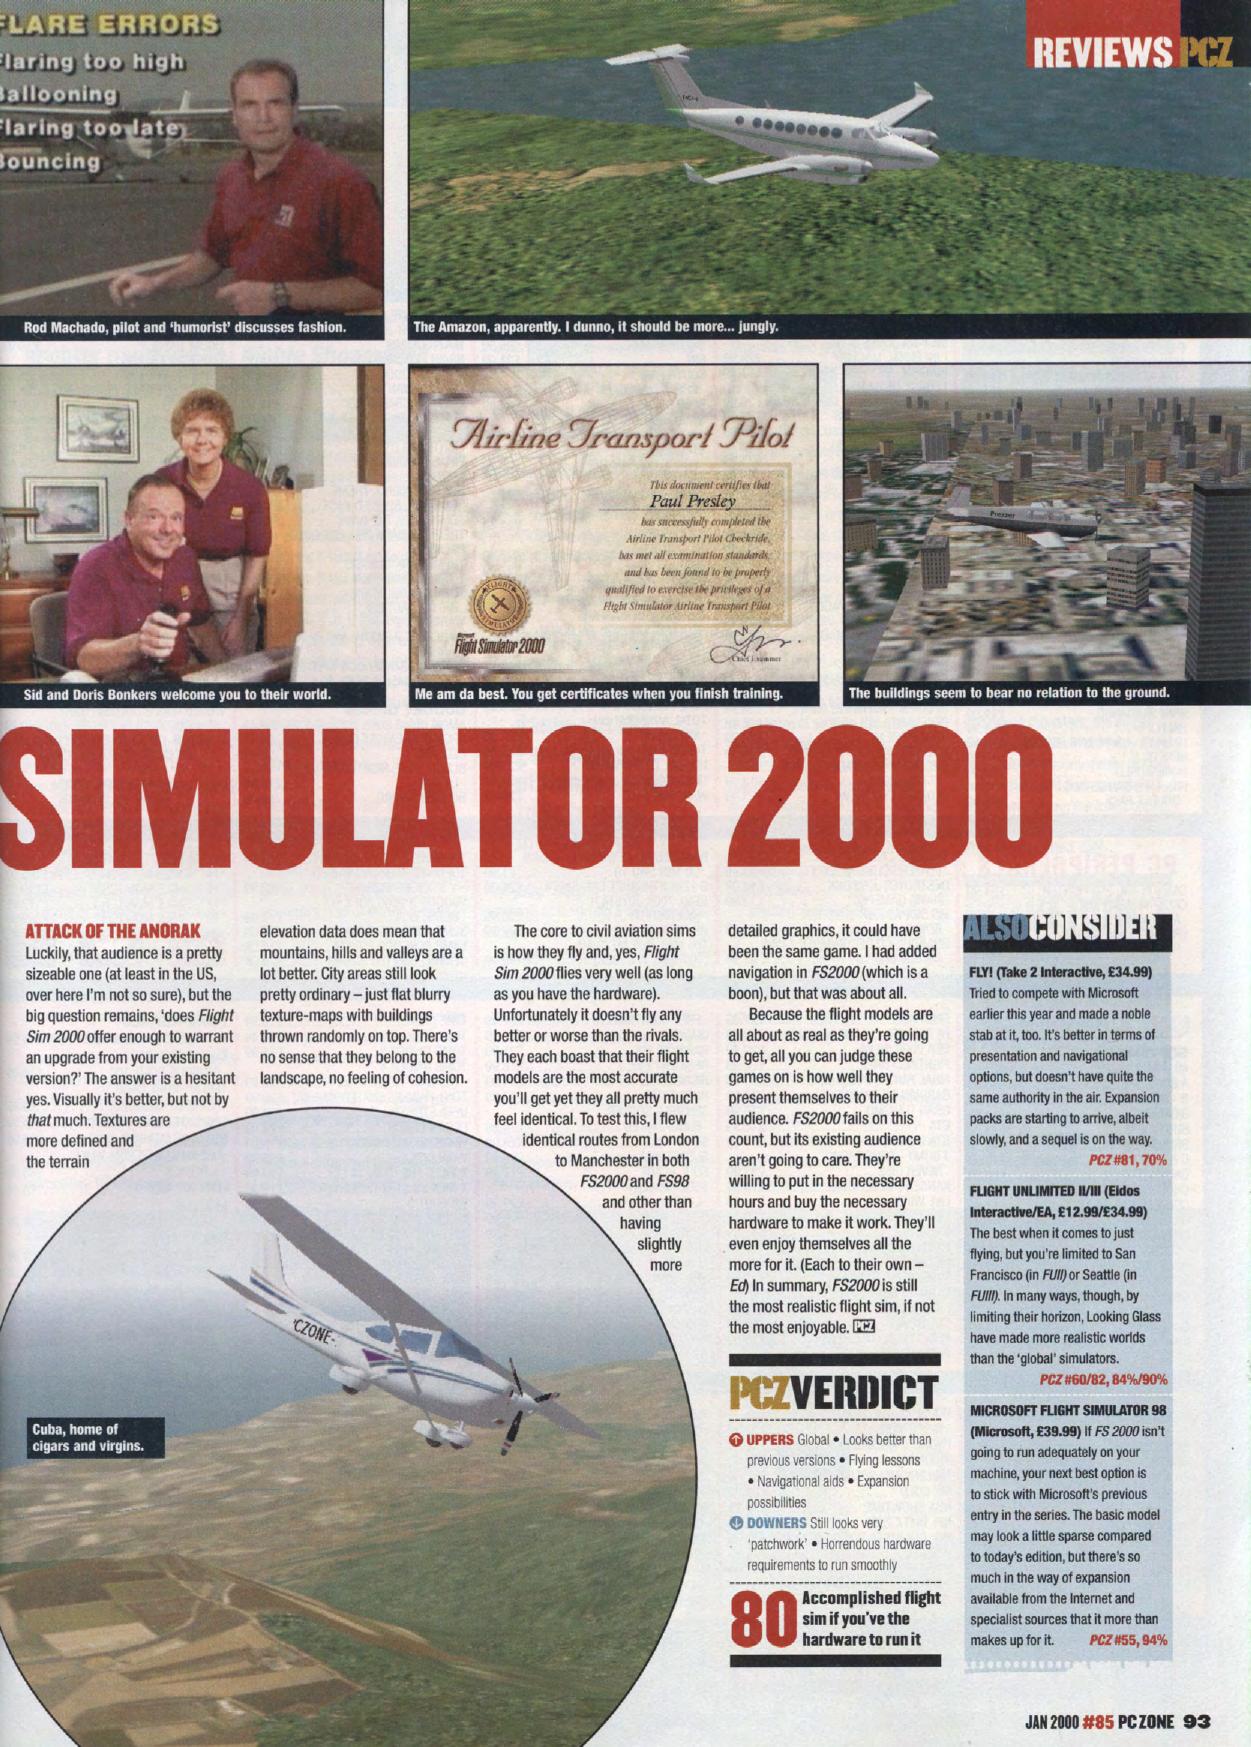 FLARE ERRORS
Flaring too high
Ballooning
Flaring too late
Bouncing
REVIEWS PCZ
Rod Machado, pilot and ‘humorist’ discusses fashion.
The Amazon, apparently. I dunno, it should be more... jungly.
Airline Transport Pilot
This document certifies that
Paul Presley
has successfully completed the
Airline Transport Pilot Checkride,
has met all examination standards,
and has been found to be properly
qualified to exercise the privileges of a
Flight Simulator Airline Transport Pilot
FLIGHT SIMULATOR
Microsoft
Flight Simulator 2000
Chief Examiner
Prezzer
Sid and Doris Bonkers welcome you to their world.
Me am da best. You get certificates when you finish training.
The buildings seem to bear no relation to the ground.
SIMULATOR 2000
ATTACK OF THE ANORAK
Luckily, that audience is a pretty
sizeable one (at least in the US,
over here I’m not so sure), but the
big question remains, ‘does Flight
Sim 2000 offer enough to warrant
an upgrade from your existing
version?’ The answer is a hesitant
yes. Visually it’s better, but not by
that much. Textures are
more defined and
the terrain
elevation data does mean that
mountains, hills and valleys are a
lot better. City areas still look
pretty ordinary – just flat blurry
texture-maps with buildings
thrown randomly on top. There’s
no sense that they belong to the
landscape, no feeling of cohesion.
The core to civil aviation sims
is how they fly and, yes, Flight
Sim 2000 flies very well (as long
as you have the hardware).
Unfortunately it doesn’t fly any
better or worse than the rivals.
They each boast that their flight
models are the most accurate
you’ll get yet they all pretty much
feel identical. To test this, I flew
identical routes from London
to Manchester in both
FS2000 and FS98
and other than
having
slightly
more
detailed graphics, it could have
been the same game. I had added
navigation in FS2000 (which is a
boon), but that was about all.
Because the flight models are
all about as real as they’re going
to get, all you can judge these
games on is how well they
present themselves to their
audience. FS2000 fails on this
count, but its existing audience
aren’t going to care. They’re
willing to put in the necessary
hours and buy the necessary
hardware to make it work. They’ll
even enjoy themselves all the
more for it. (Each to their own –
Ed) In summary, FS2000 is still
the most realistic flight sim, if not
the most enjoyable. PCZ
CZONE-
Cuba, home of
cigars and virgins.
PCZVERDICT
UPPERS Global • Looks better than
previous versions • Flying lessons
• Navigational aids • Expansion
possibilities
DOWNERS Still looks very
‘patchwork’ • Horrendous hardware
requirements to run smoothly
80 Accomplished flight
sim if you’ve the
hardware to run it
ALSOCONSIDER
FLY! (Take 2 Interactive, £34.99)
Tried to compete with Microsoft
earlier this year and made a noble
stab at it, too. It’s better in terms of
presentation and navigational
options, but doesn’t have quite the
same authority in the air. Expansion
packs are starting to arrive, albeit
slowly, and a sequel is on the way.
PCZ #81, 70%
FLIGHT UNLIMITED II/III (Eidos
Interactive/EA, £12.99/£34.99)
The best when it comes to just
flying, but you’re limited to San
Francisco (in FUII) or Seattle (in
FUIII). In many ways, though, by
limiting their horizon, Looking Glass
have made more realistic worlds
than the ‘global’ simulators.
PCZ #60/82, 84%/90%
MICROSOFT FLIGHT SIMULATOR 98
(Microsoft, £39.99) If FS 2000 isn’t
going to run adequately on your
machine, your next best option is
to stick with Microsoft’s previous
entry in the series. The basic model
may look a little sparse compared
to today’s edition, but there’s so
much in the way of expansion
available from the Internet and
specialist sources that it more than
makes up for it. PCZ #55, 94%
JAN 2000 #85 PC ZONE 93